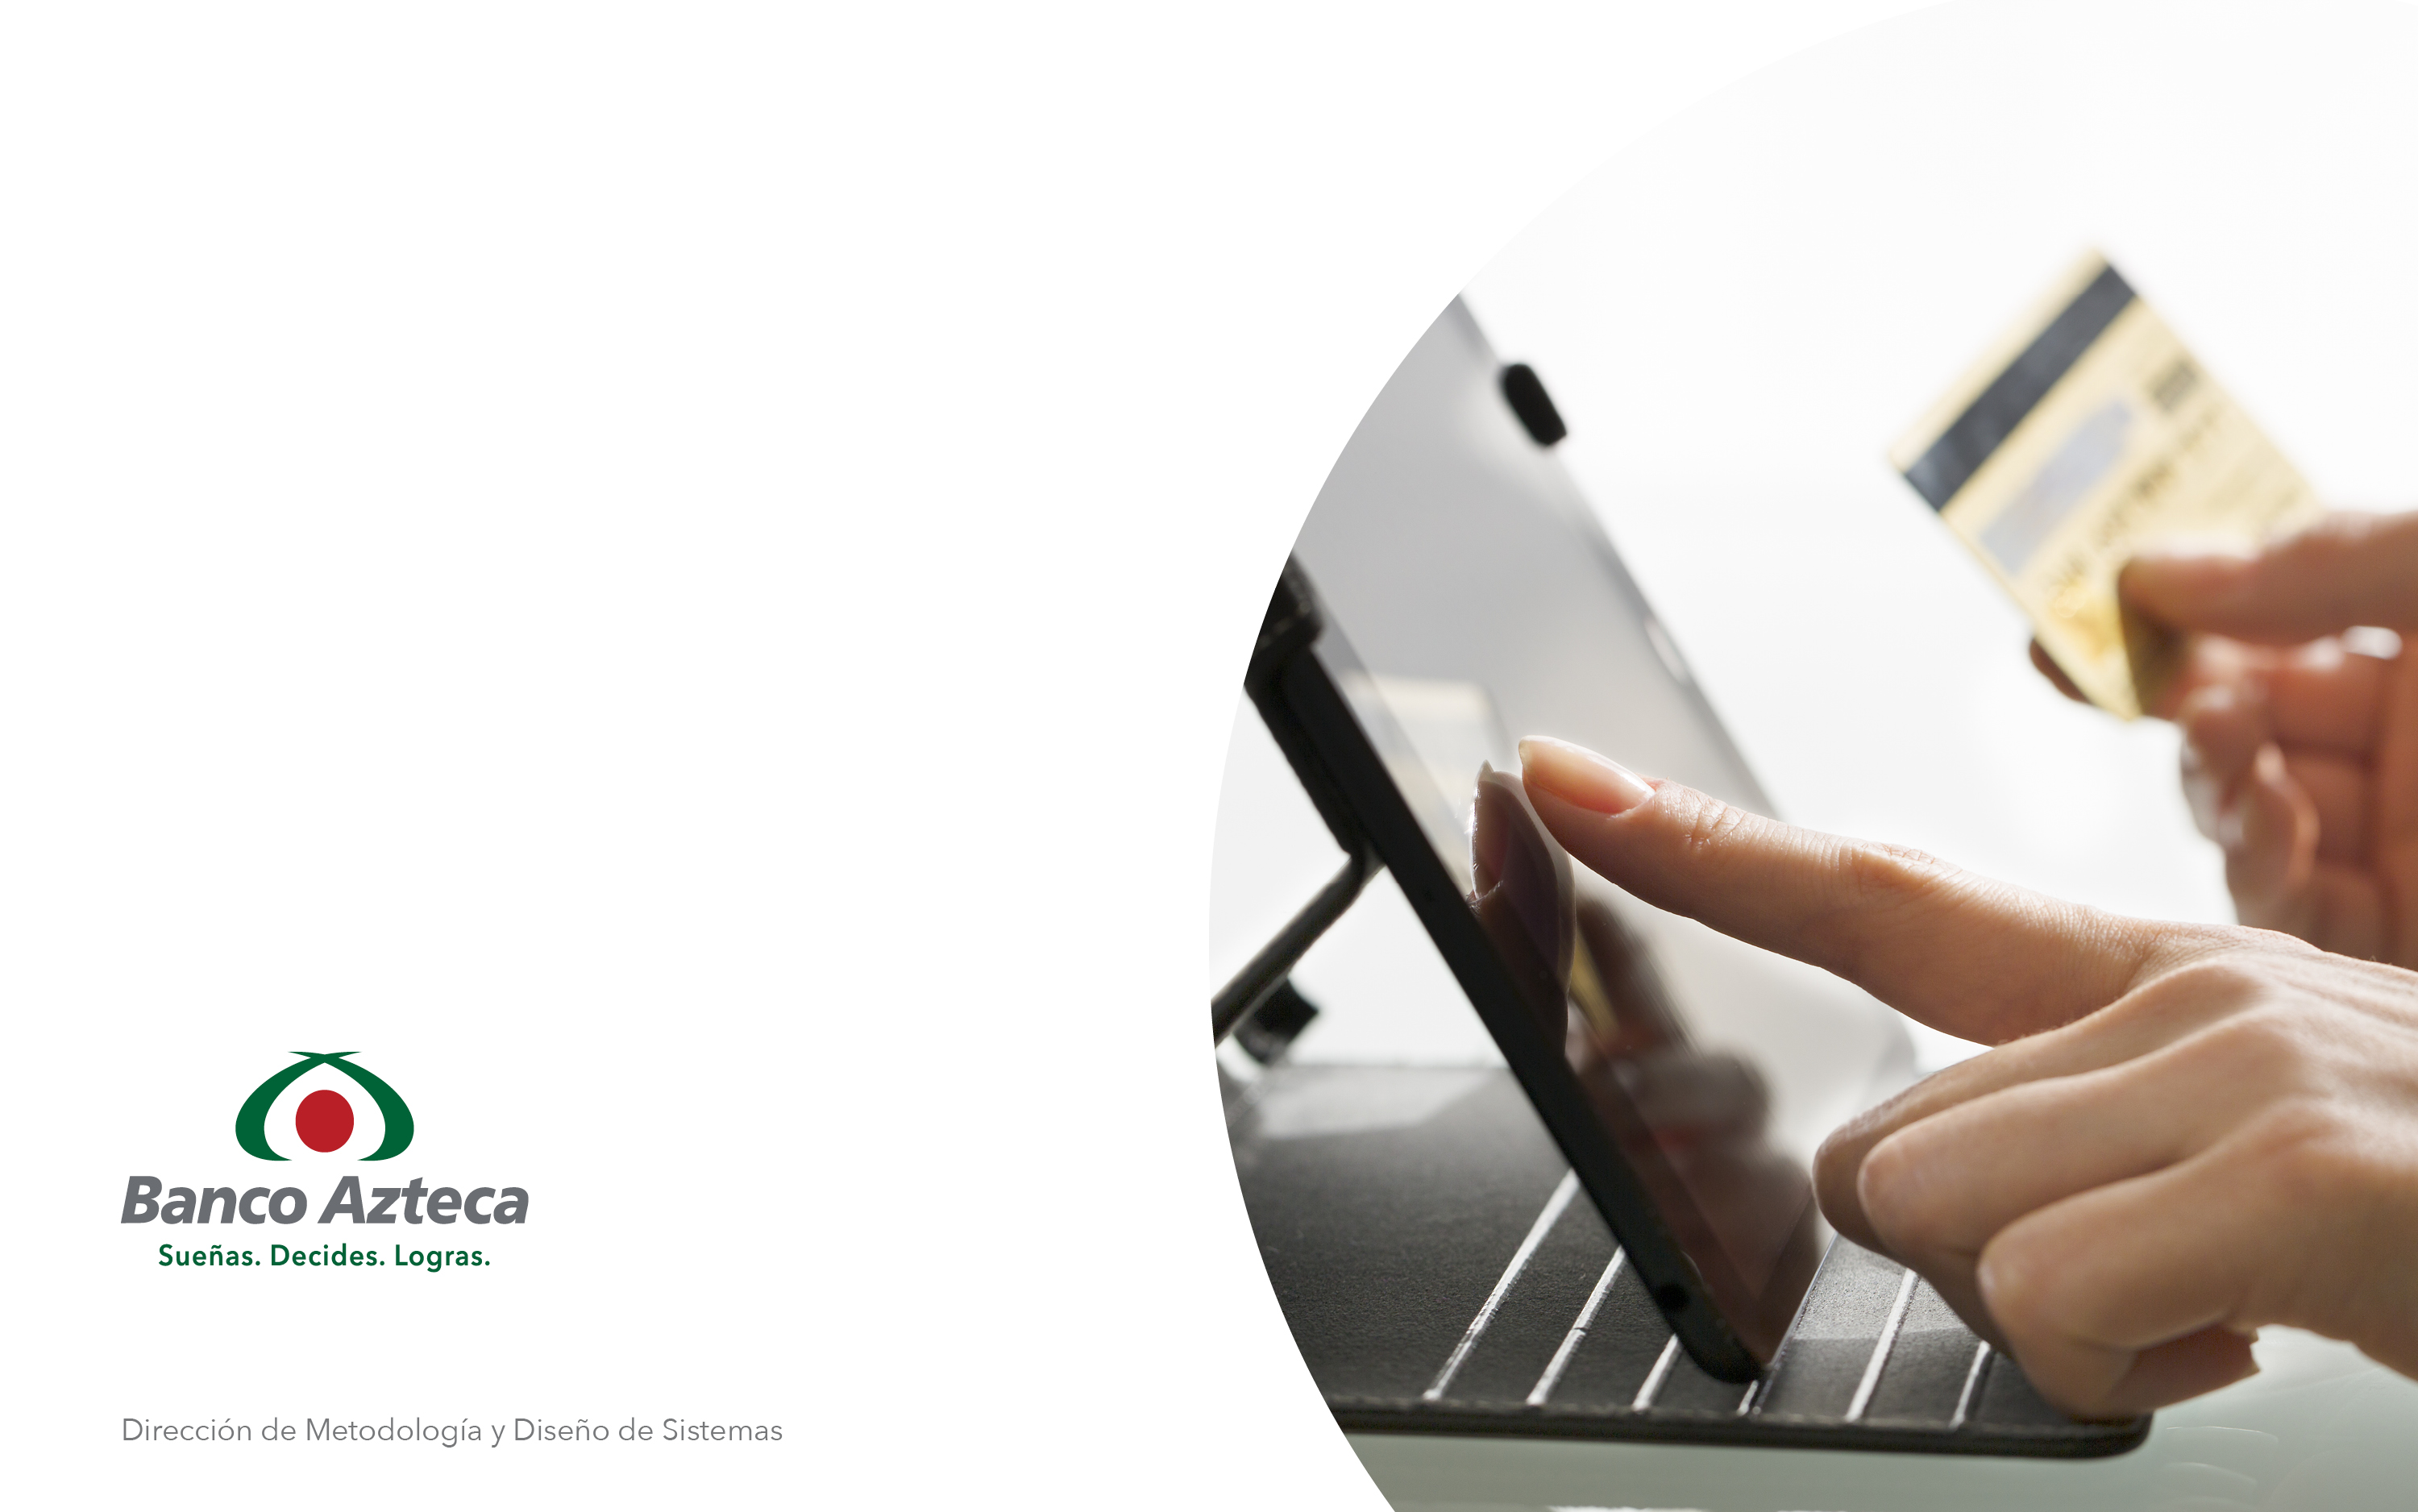 Banco Azteca
Sueñas. Decides. Logras.
Dirección de Metodología y Diseño de Sistemas